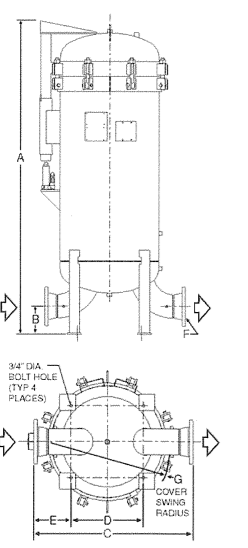 A
B
F
3/4" DIA.
BOLT HOLE
(TYP 4
PLACES)
G
COVER
SWING
RADIUS
E
D
C